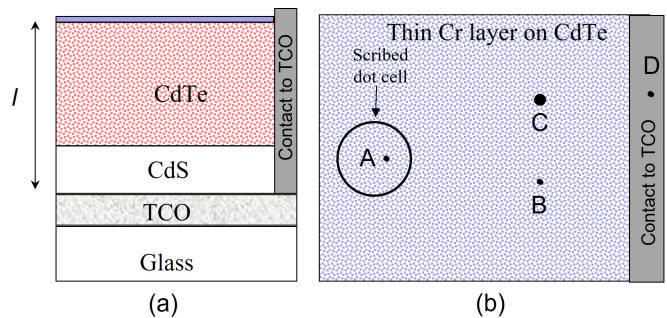 l
CdTe
CdS
TCO
Glass
Contact to TCO
(a)
Thin Cr layer on CdTe
Scribed
dot cell
A
C
B
D
Contact to TCO
(b)